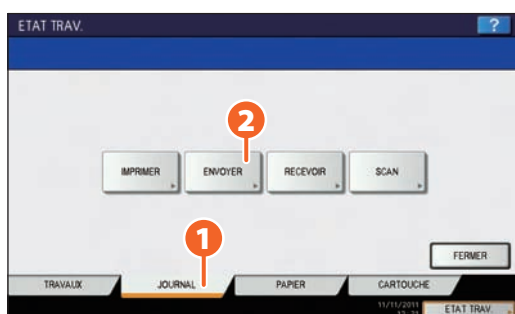 ETAT TRAV. ?
2
IMPRIMER ENVOYER RECEVOIR SCAN
1
FERMER
TRAVAUX JOURNAL PAPIER CARTOUCHE
11/11/2011
ETAT TRAV.